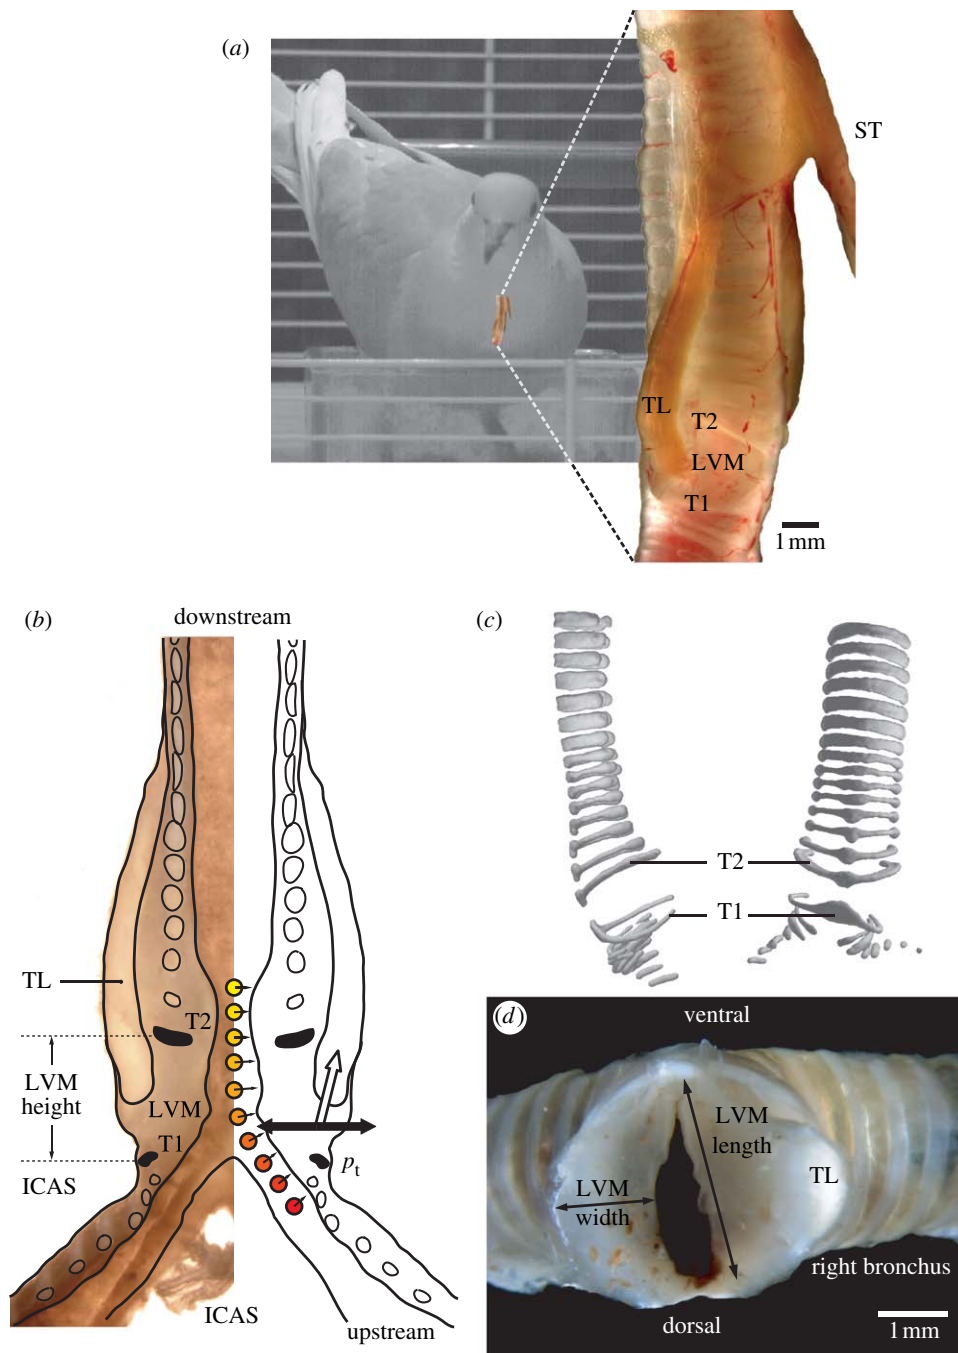 (a)
ST
TL
T2
LVM
T1
1 mm
(b)
downstream
TL
T2
LVM
height
LVM
T1
ICAS
pt
ICAS
upstream
(c)
T2
T1
(d)
ventral
LVM
length
LVM
width
TL
right bronchus
dorsal
1 mm